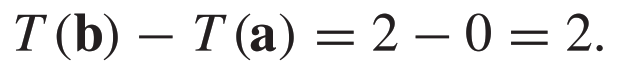 T(b) − T(a) = 2 − 0 = 2.